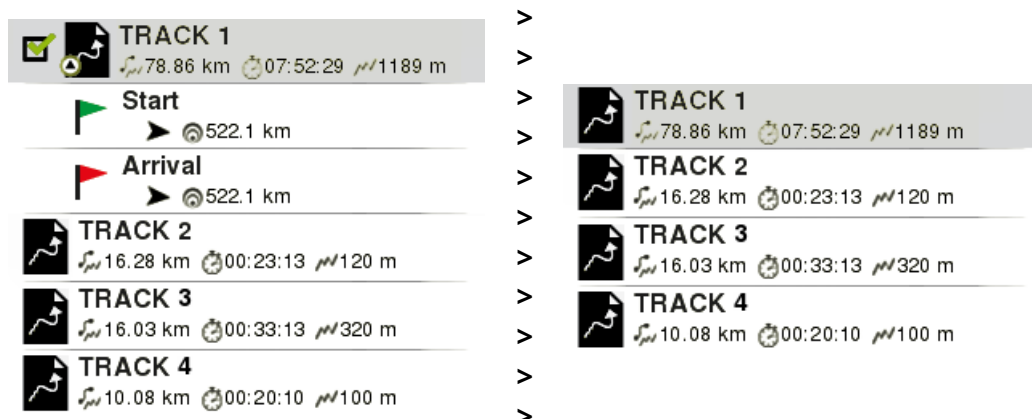 TRACK 1
78.86 km 07:52:29 1189 m
Start
522.1 km
Arrival
522.1 km
TRACK 2
16.28 km 00:23:13 120 m
TRACK 3
16.03 km 00:33:13 320 m
TRACK 4
10.08 km 00:20:10 100 m
>
>
>
>
>
>
>
>
>
>
>
TRACK 1
78.86 km 07:52:29 1189 m
TRACK 2
16.28 km 00:23:13 120 m
TRACK 3
16.03 km 00:33:13 320 m
TRACK 4
10.08 km 00:20:10 100 m